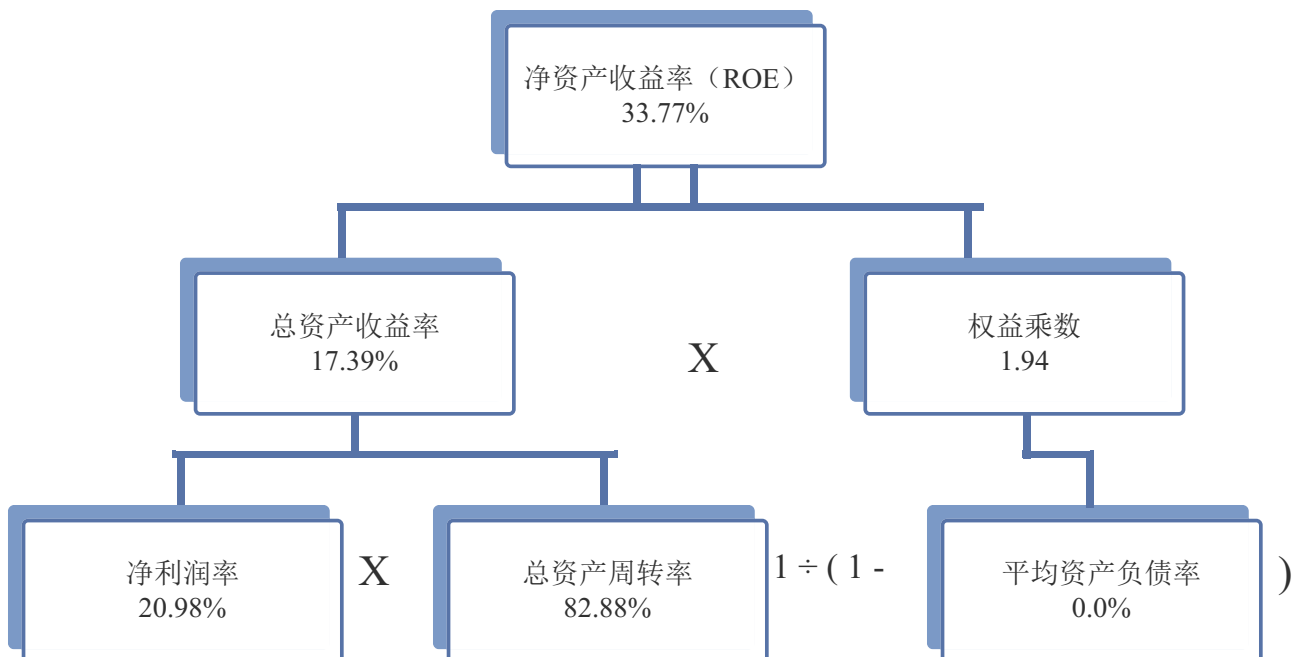 净资产收益率（ROE）
33.77%
总资产收益率
17.39%
X
权益乘数
1.94
净利润率
20.98%
X
总资产周转率
82.88%
1 ÷ ( 1 -
平均资产负债率
0.0%
)